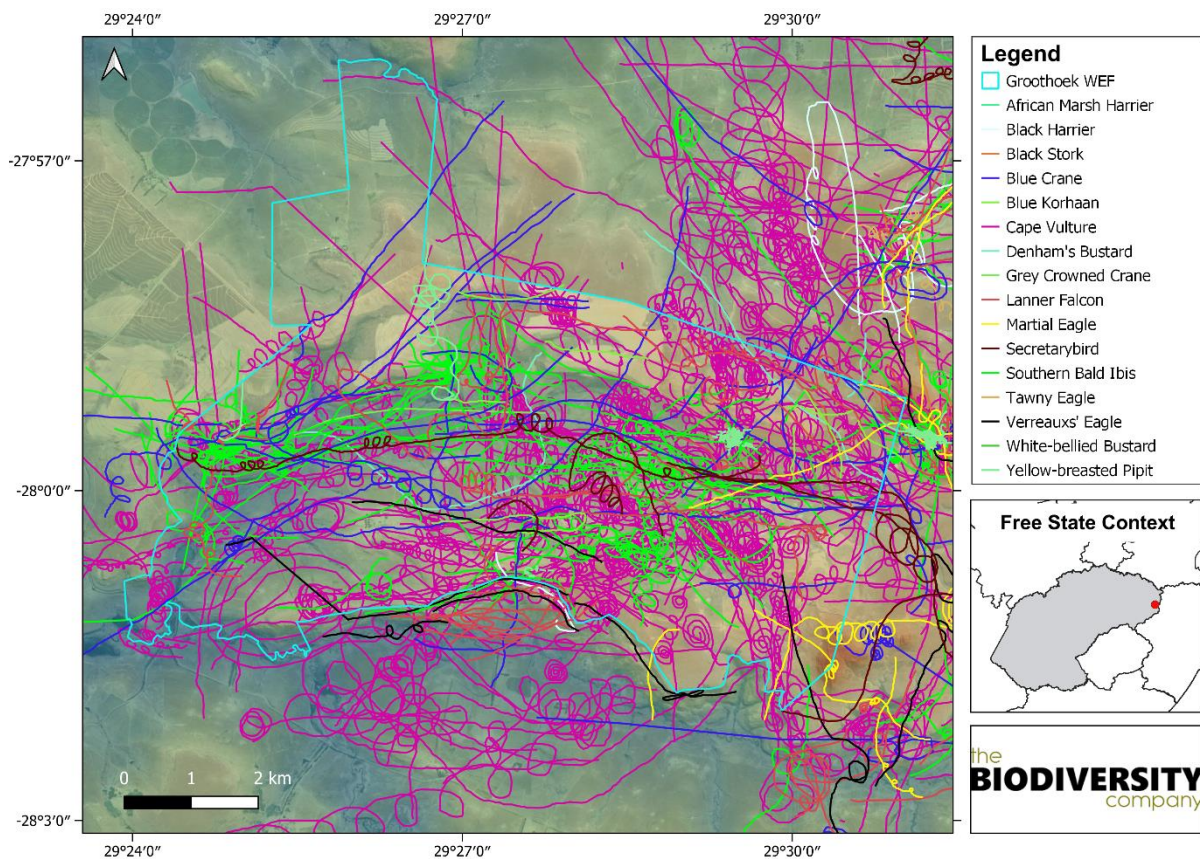 29°24′0″ 29°27′0″ 29°30′0″
-27°57′0″
-28°0′0″
-28°3′0″
0 1 2 km
29°24′0″ 29°27′0″ 29°30′0″
Legend
Groothoek WEF
African Marsh Harrier
Black Harrier
Black Stork
Blue Crane
Blue Korhaan
Cape Vulture
Denham's Bustard
Grey Crowned Crane
Lanner Falcon
Martial Eagle
Secretarybird
Southern Bald Ibis
Tawny Eagle
Verreauxs' Eagle
White-bellied Bustard
Yellow-breasted Pipit
Free State Context
the
BIODIVERSITY
company